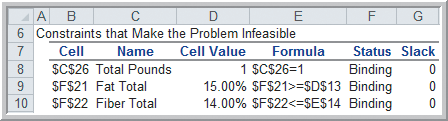 A B C D E F G
6 Constraints that Make the Problem Infeasible
7 Cell Name Cell Value Formula Status Slack
8 $C$26 Total Pounds 1 $C$26=1 Binding 0
9 $F$21 Fat Total 15.00% $F$21>=$D$13 Binding 0
10 $F$22 Fiber Total 14.00% $F$22<=$E$14 Binding 0